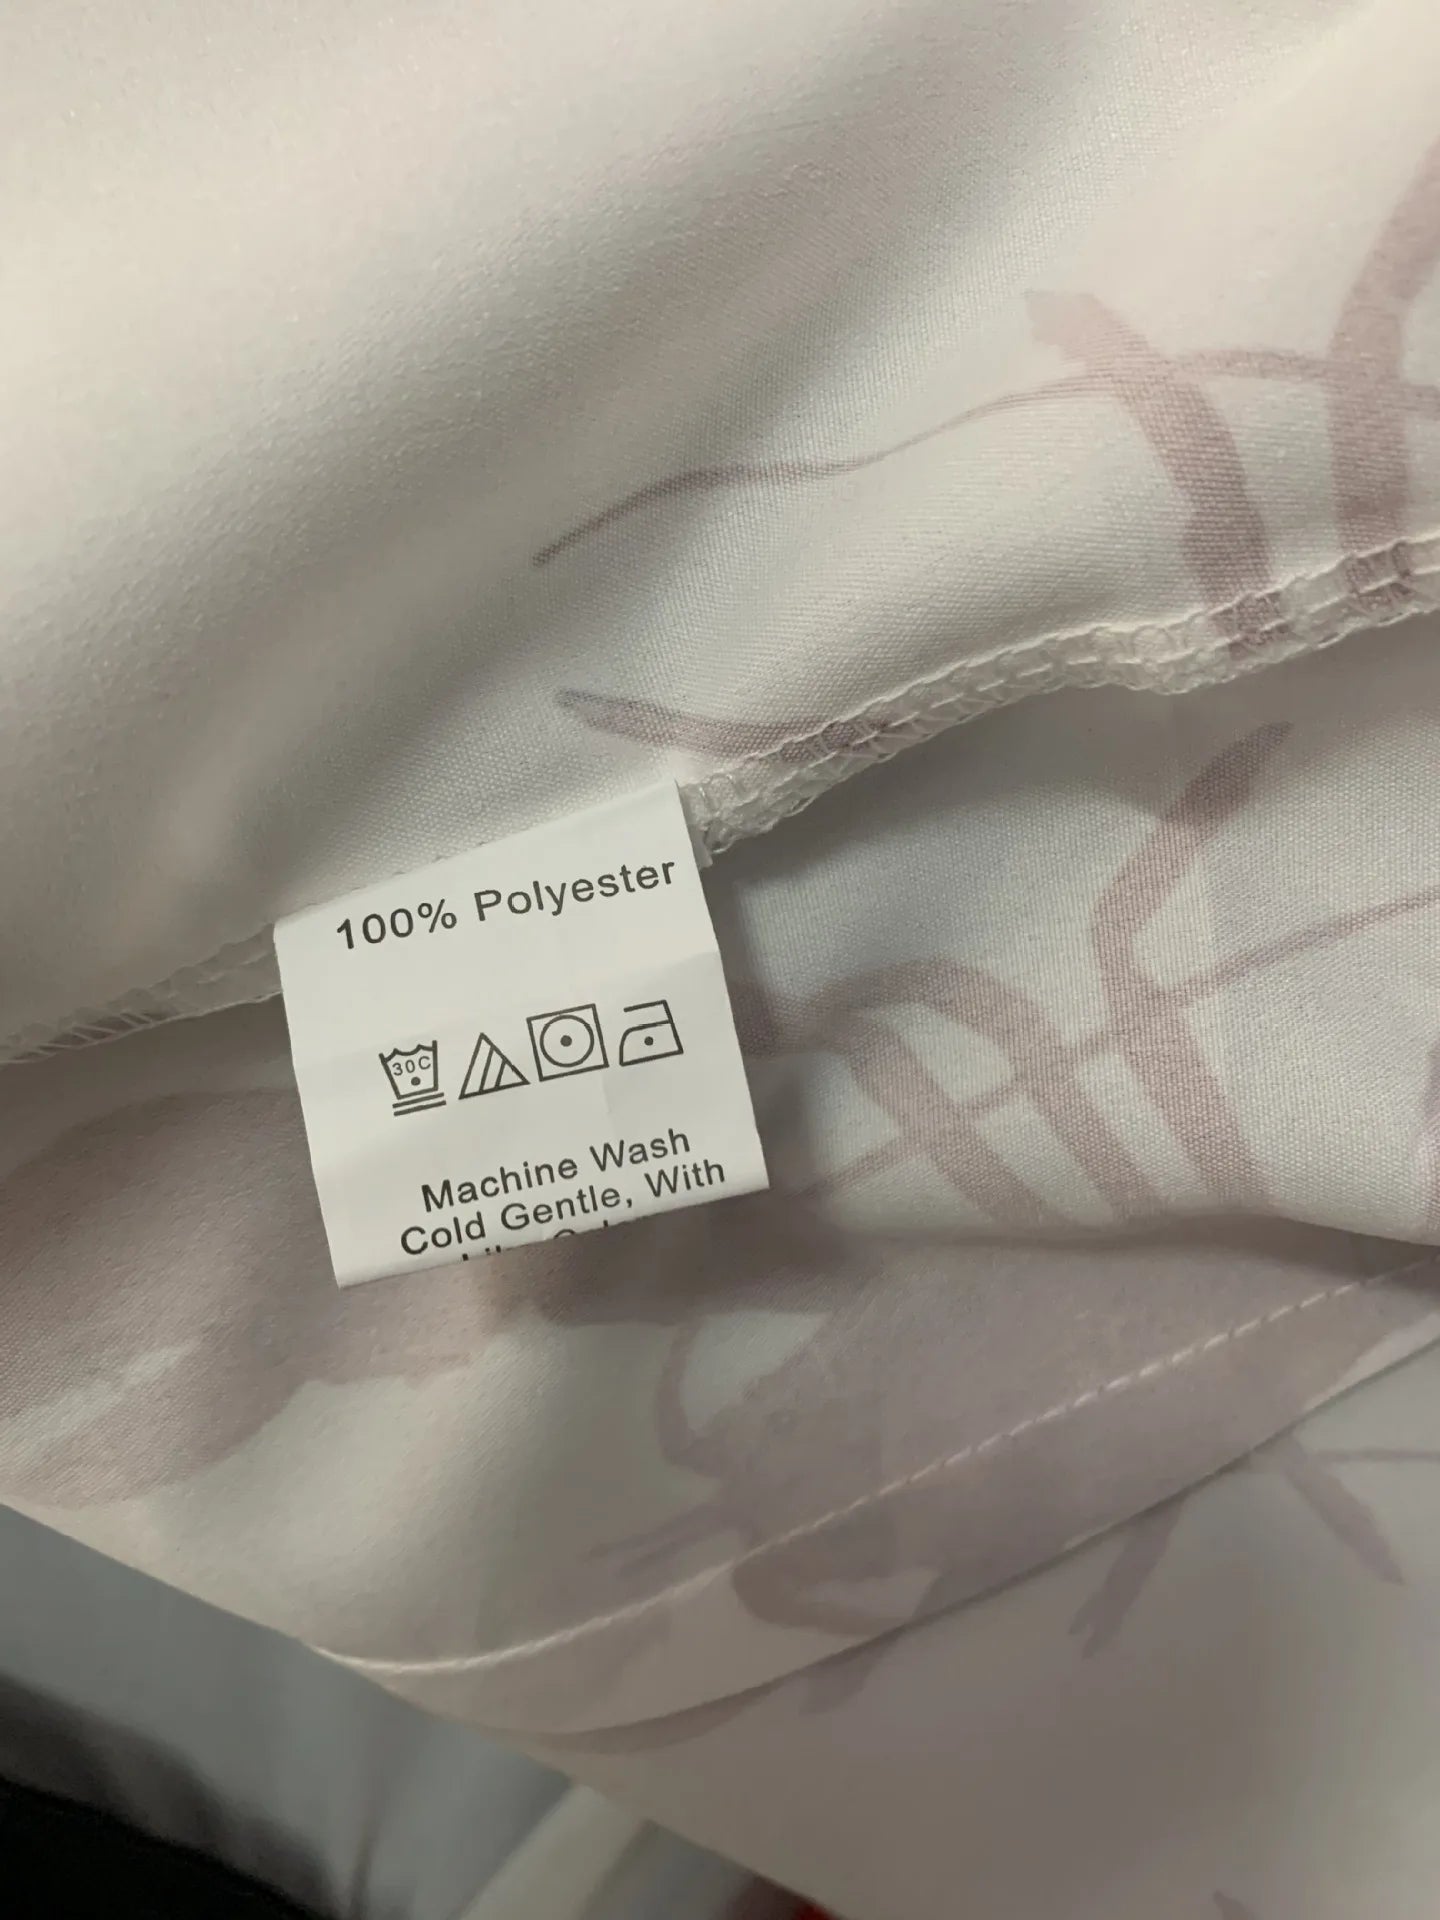 100% Polyester
30C
Machine Wash
Cold Gentle, With